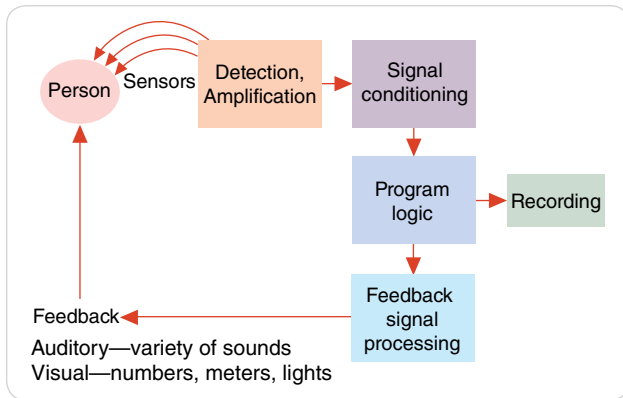 Person
Sensors
Detection,
Amplification
Signal
conditioning
Program
logic
Recording
Feedback
signal
processing
Feedback
Auditory—variety of sounds
Visual—numbers, meters, lights